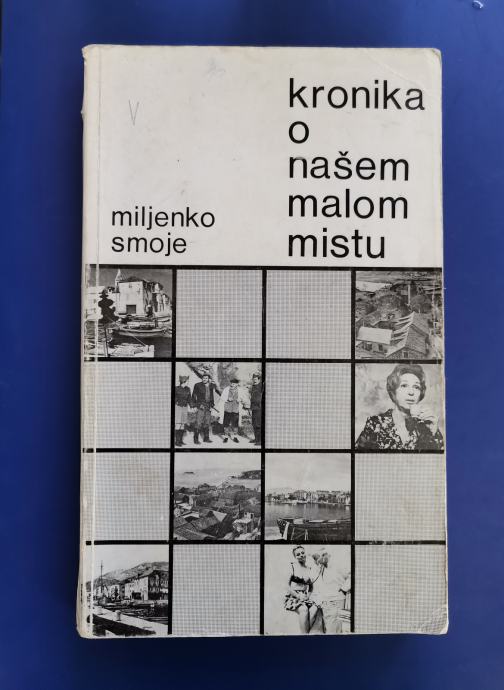 kronika
o
našem
malom
mistu
miljenko
smoje